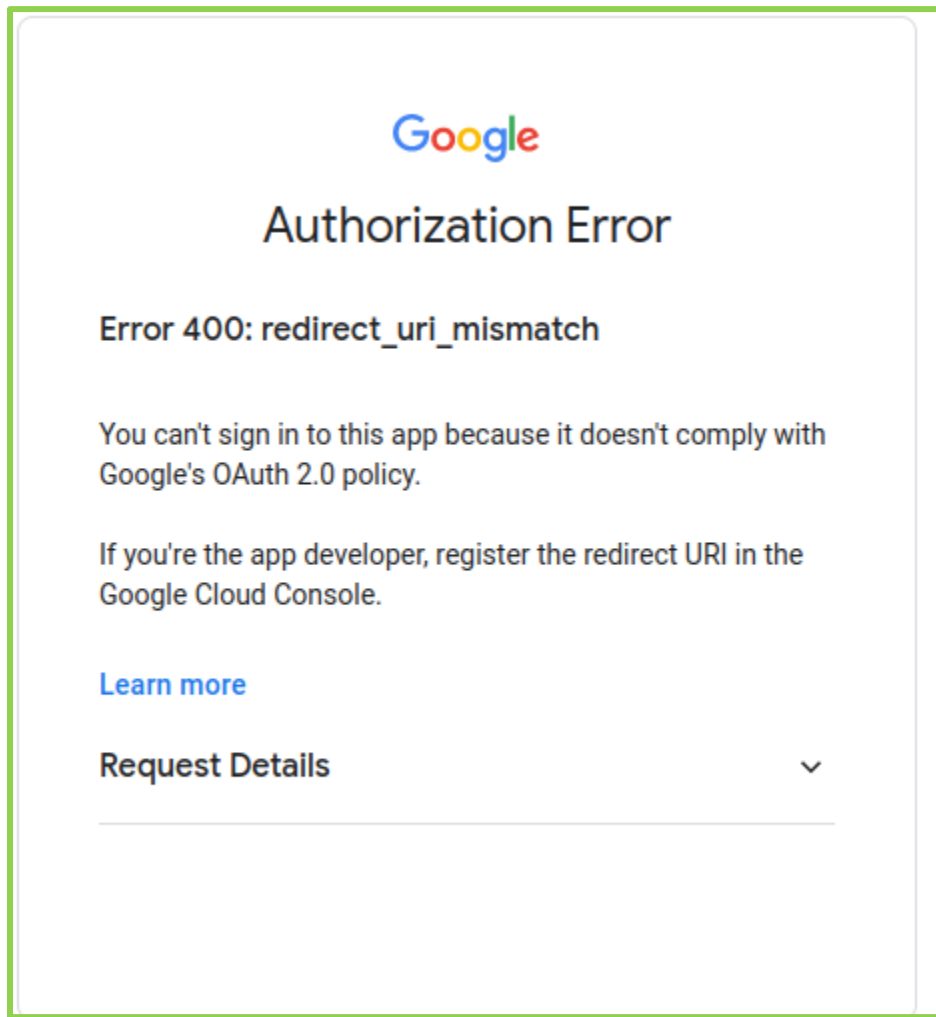 Google
Authorization Error
Error 400: redirect_uri_mismatch
You can't sign in to this app because it doesn't comply with
Google's OAuth 2.0 policy.
If you're the app developer, register the redirect URI in the
Google Cloud Console.
Learn more
Request Details